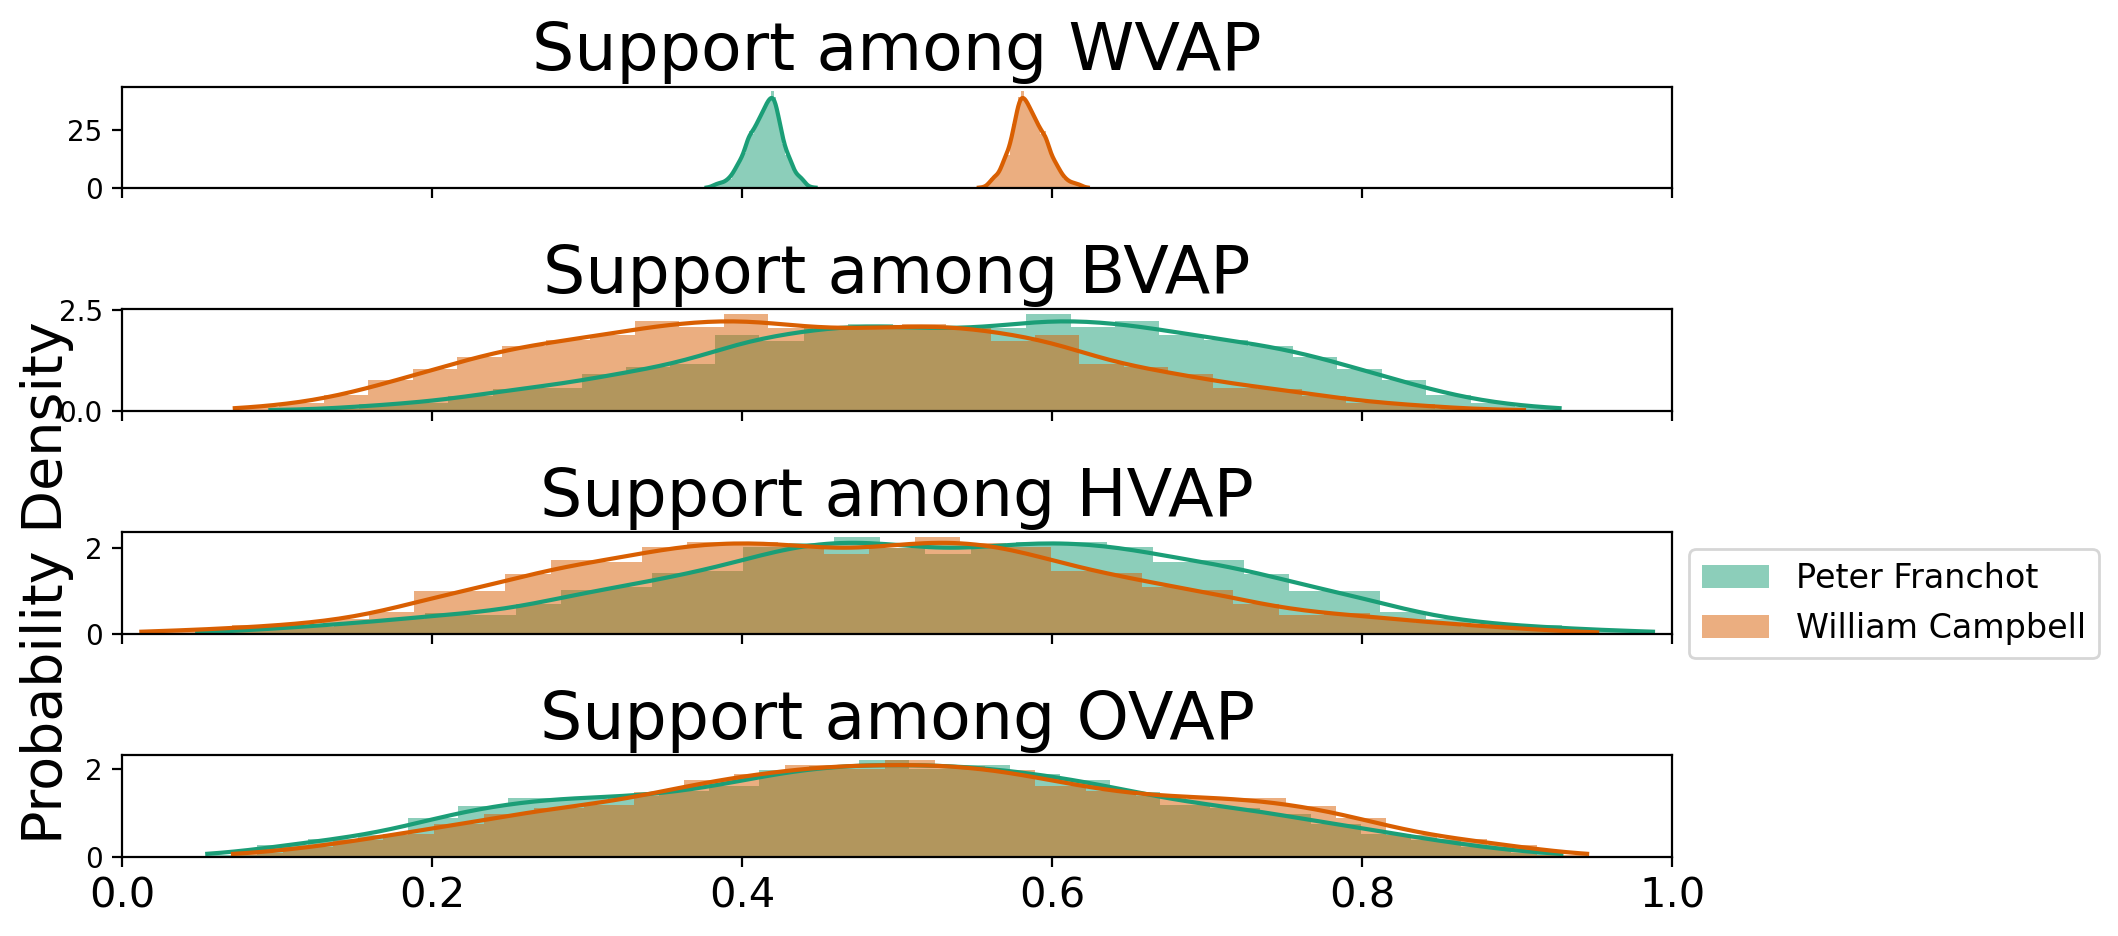 Support among WVAP
25
0
Support among BVAP
2.5
0.0
Support among HVAP
2
0
Support among OVAP
2
0
0.0 0.2 0.4 0.6 0.8 1.0
Probability Density
Peter Franchot
William Campbell